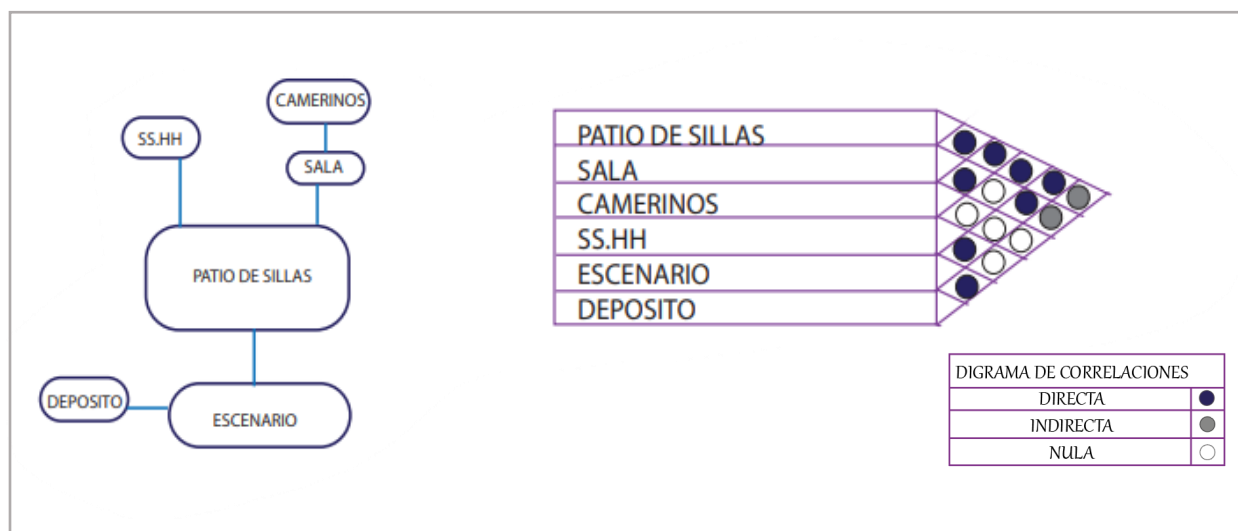 CAMERINOS
SS.HH
SALA
PATIO DE SILLAS
DEPOSITO
ESCENARIO
PATIO DE SILLAS
SALA
CAMERINOS
SS.HH
ESCENARIO
DEPOSITO
DIGRAMA DE CORRELACIONES
DIRECTA
INDIRECTA
NULA